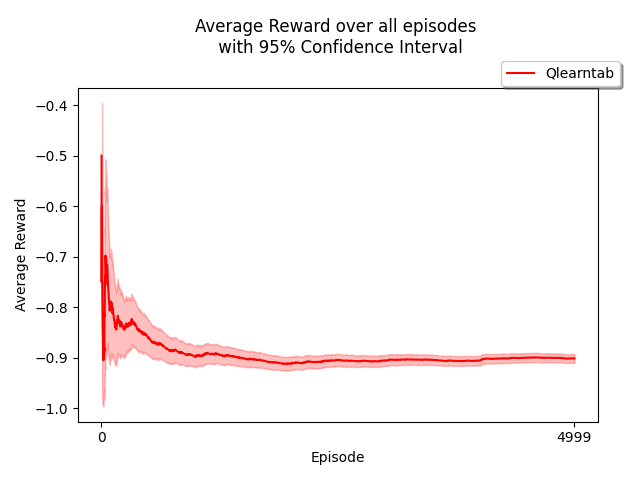 Average Reward over all episodes
with 95% Confidence Interval
Qlearntab
−0.4
−0.5
−0.6
−0.7
−0.8
−0.9
−1.0
Average Reward
0
4999
Episode